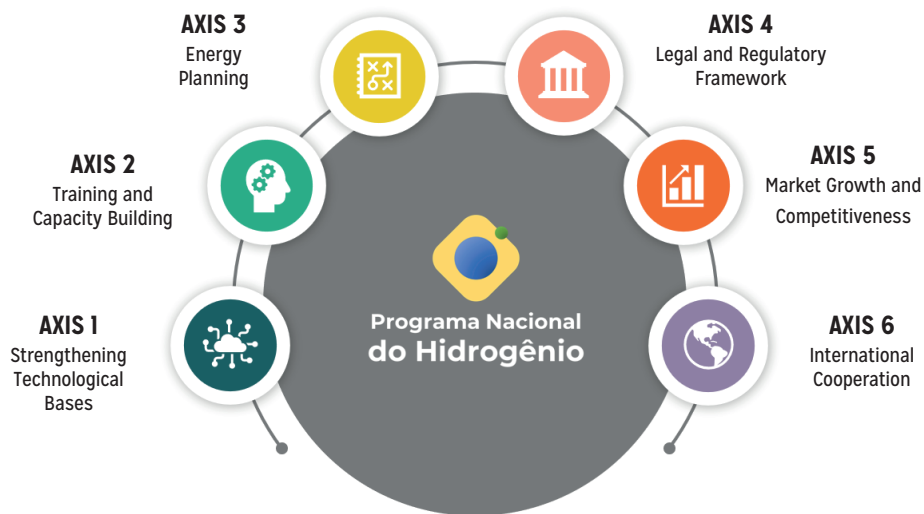 AXIS 1
Strengthening
Technological
Bases
AXIS 2
Training and
Capacity Building
AXIS 3
Energy
Planning
AXIS 4
Legal and Regulatory
Framework
AXIS 5
Market Growth and
Competitiveness
AXIS 6
International
Cooperation
Programa Nacional
do Hidrogênio